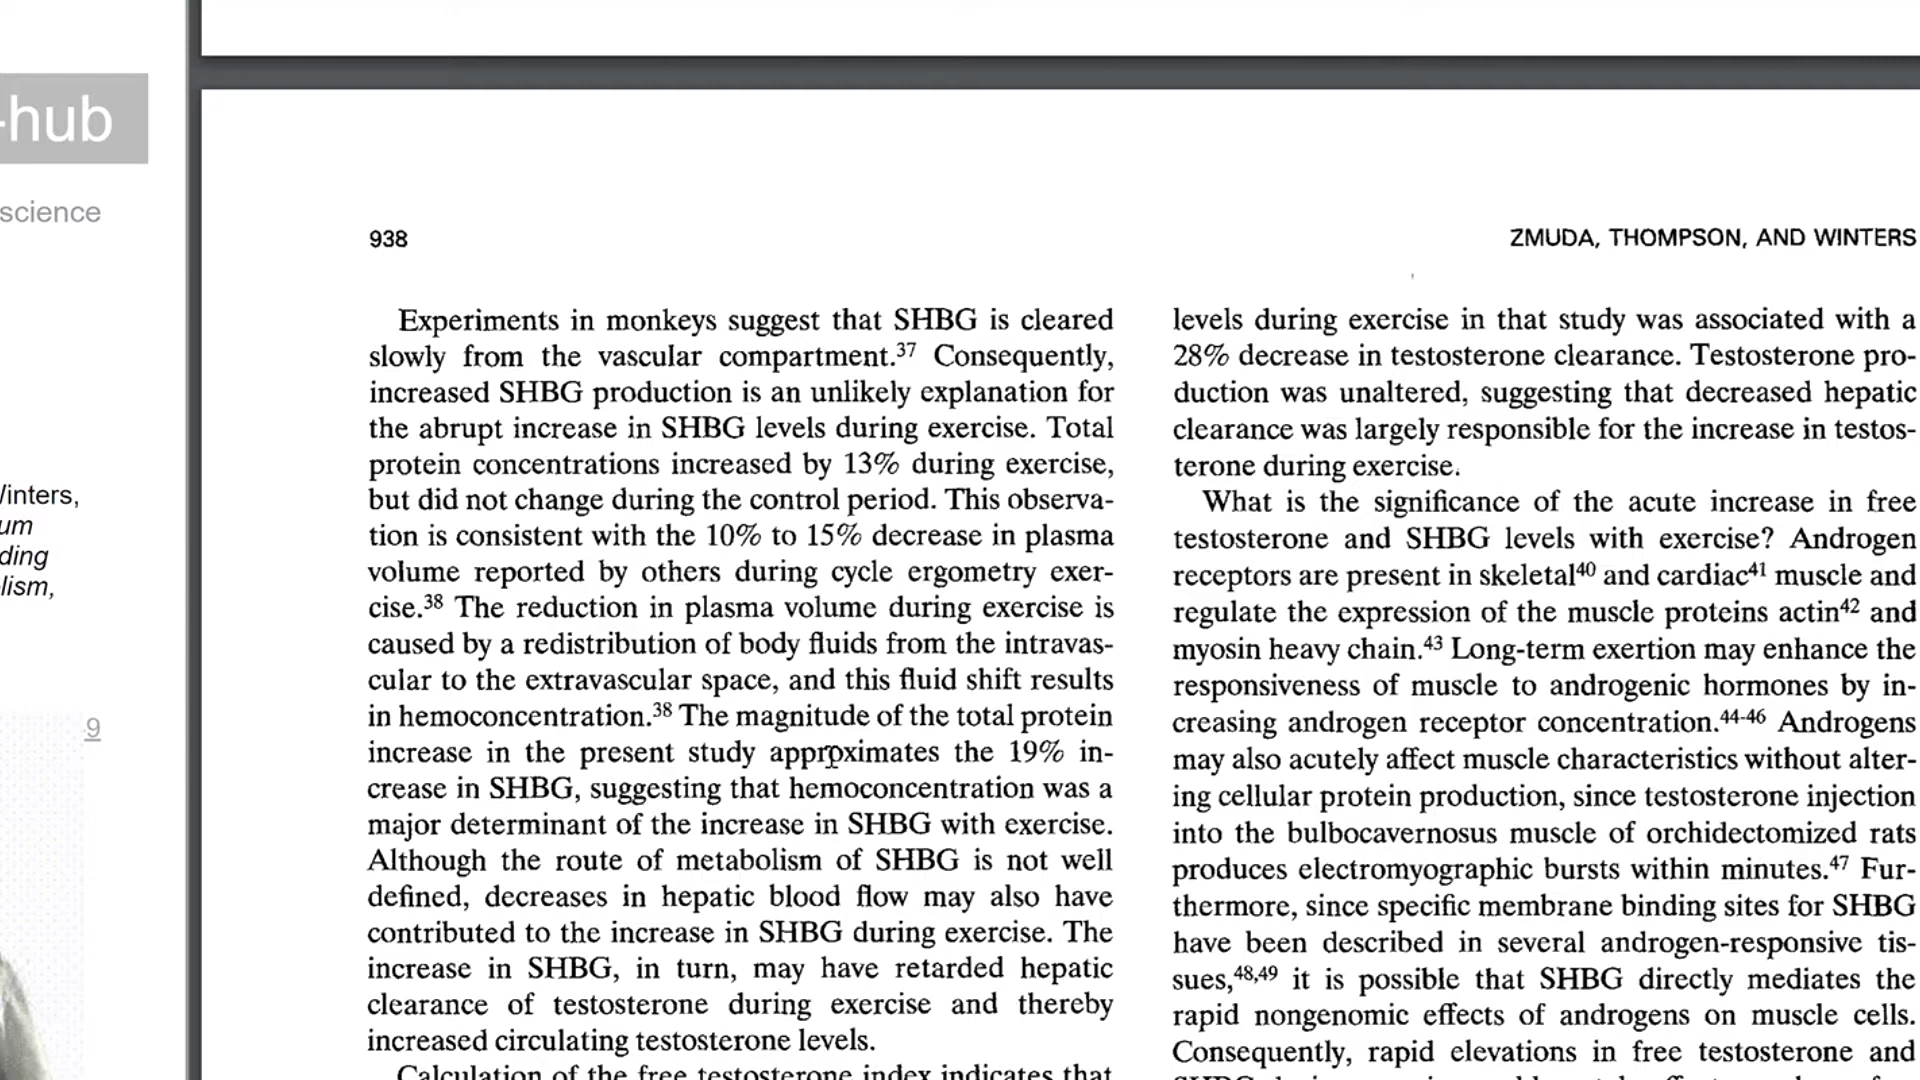 -hub
science
Winters,
um
ding
lism,
9
938
ZMUDA, THOMPSON, AND WINTERS
Experiments in monkeys suggest that SHBG is cleared
slowly from the vascular compartment.³⁷ Consequently,
increased SHBG production is an unlikely explanation for
the abrupt increase in SHBG levels during exercise. Total
protein concentrations increased by 13% during exercise,
but did not change during the control period. This observa-
tion is consistent with the 10% to 15% decrease in plasma
volume reported by others during cycle ergometry exer-
cise.³⁸ The reduction in plasma volume during exercise is
caused by a redistribution of body fluids from the intravas-
cular to the extravascular space, and this fluid shift results
in hemoconcentration.³⁸ The magnitude of the total protein
increase in the present study approximates the 19% in-
crease in SHBG, suggesting that hemoconcentration was a
major determinant of the increase in SHBG with exercise.
Although the route of metabolism of SHBG is not well
defined, decreases in hepatic blood flow may also have
contributed to the increase in SHBG during exercise. The
increase in SHBG, in turn, may have retarded hepatic
clearance of testosterone during exercise and thereby
increased circulating testosterone levels.
Calculation of the free testosterone index indicates that
levels during exercise in that study was associated with a
28% decrease in testosterone clearance. Testosterone pro-
duction was unaltered, suggesting that decreased hepatic
clearance was largely responsible for the increase in testos-
terone during exercise.
What is the significance of the acute increase in free
testosterone and SHBG levels with exercise? Androgen
receptors are present in skeletal⁴⁰ and cardiac⁴¹ muscle and
regulate the expression of the muscle proteins actin⁴² and
myosin heavy chain.⁴³ Long-term exertion may enhance the
responsiveness of muscle to androgenic hormones by in-
creasing androgen receptor concentration.⁴⁴⁻⁴⁶ Androgens
may also acutely affect muscle characteristics without alter-
ing cellular protein production, since testosterone injection
into the bulbocavernosus muscle of orchidectomized rats
produces electromyographic bursts within minutes.⁴⁷ Fur-
thermore, since specific membrane binding sites for SHBG
have been described in several androgen-responsive tis-
sues,⁴⁸,⁴⁹ it is possible that SHBG directly mediates the
rapid nongenomic effects of androgens on muscle cells.
Consequently, rapid elevations in free testosterone and